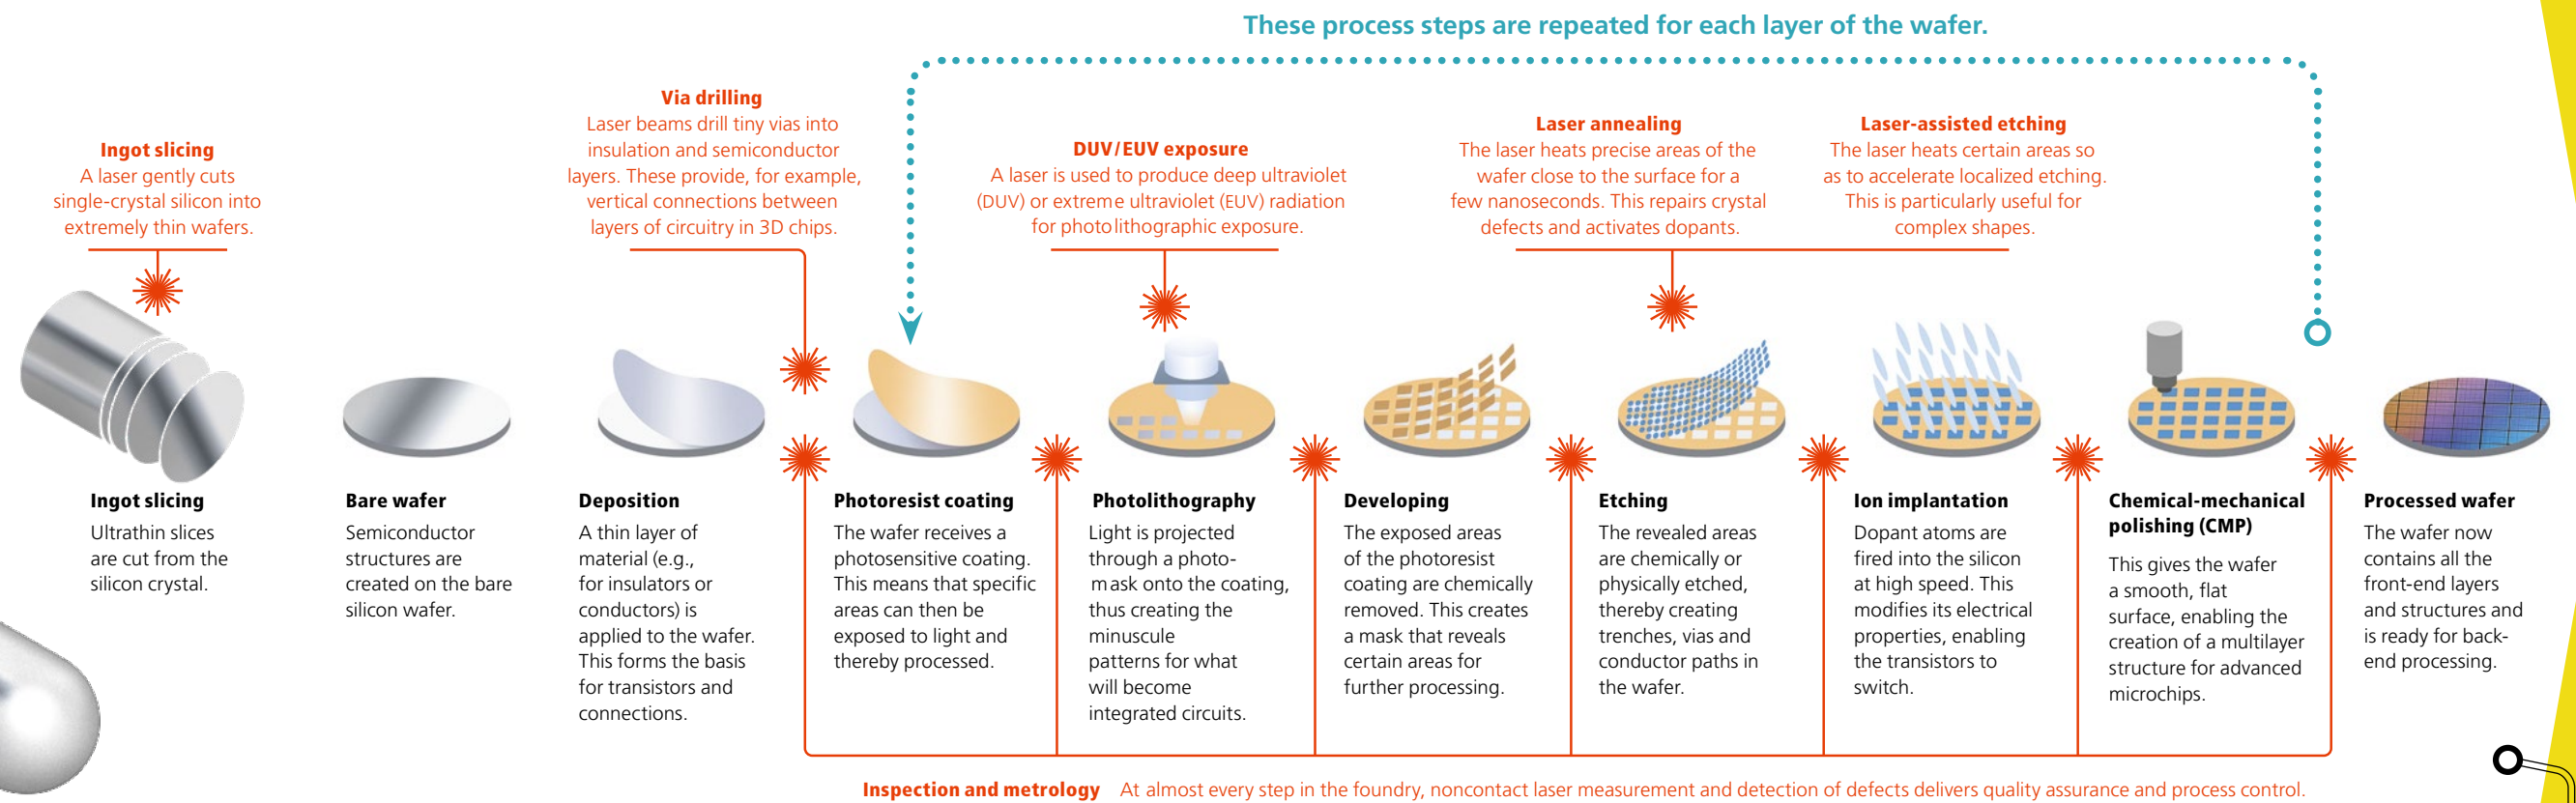 These process steps are repeated for each layer of the wafer.
Ingot slicing
A laser gently cuts
single-crystal silicon into
extremely thin wafers.
Via drilling
Laser beams drill tiny vias into
insulation and semiconductor
layers. These provide, for example,
vertical connections between
layers of circuitry in 3D chips.
DUV/EUV exposure
A laser is used to produce deep ultraviolet
(DUV) or extreme ultraviolet (EUV) radiation
for photolithographic exposure.
Laser annealing
The laser heats precise areas of the
wafer close to the surface for a
few nanoseconds. This repairs crystal
defects and activates dopants.
Laser-assisted etching
The laser heats certain areas so
as to accelerate localized etching.
This is particularly useful for
complex shapes.
Ingot slicing
Ultrathin slices
are cut from the
silicon crystal.
Bare wafer
Semiconductor
structures are
created on the bare
silicon wafer.
Deposition
A thin layer of
material (e.g.,
for insulators or
conductors) is
applied to the wafer.
This forms the basis
for transistors and
connections.
Photoresist coating
The wafer receives a
photosensitive coating.
This means that specific
areas can then be
exposed to light and
thereby processed.
Photolithography
Light is projected
through a photo-
mask onto the coating,
thus creating the
minuscule
patterns for what
will become
integrated circuits.
Developing
The exposed areas
of the photoresist
coating are chemically
removed. This creates
a mask that reveals
certain areas for
further processing.
Etching
The revealed areas
are chemically or
physically etched,
thereby creating
trenches, vias and
conductor paths in
the wafer.
Ion implantation
Dopant atoms are
fired into the silicon
at high speed. This
modifies its electrical
properties, enabling
the transistors to
switch.
Chemical-mechanical
polishing (CMP)
This gives the wafer
a smooth, flat
surface, enabling the
creation of a multilayer
structure for advanced
microchips.
Processed wafer
The wafer now
contains all the
front-end layers
and structures and
is ready for back-
end processing.
Inspection and metrology At almost every step in the foundry, noncontact laser measurement and detection of defects delivers quality assurance and process control.